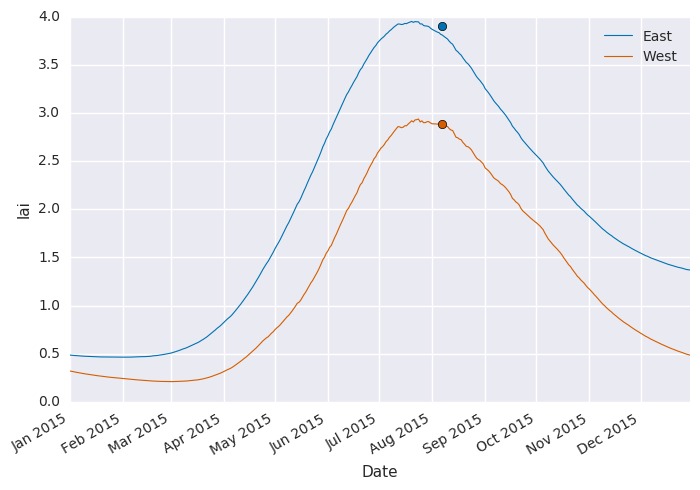 4.0
3.5
3.0
2.5
2.0
1.5
1.0
0.5
0.0
lai
East
West
Jan 2015
Feb 2015
Mar 2015
Apr 2015
May 2015
Jun 2015
Jul 2015
Aug 2015
Sep 2015
Oct 2015
Nov 2015
Dec 2015
Date